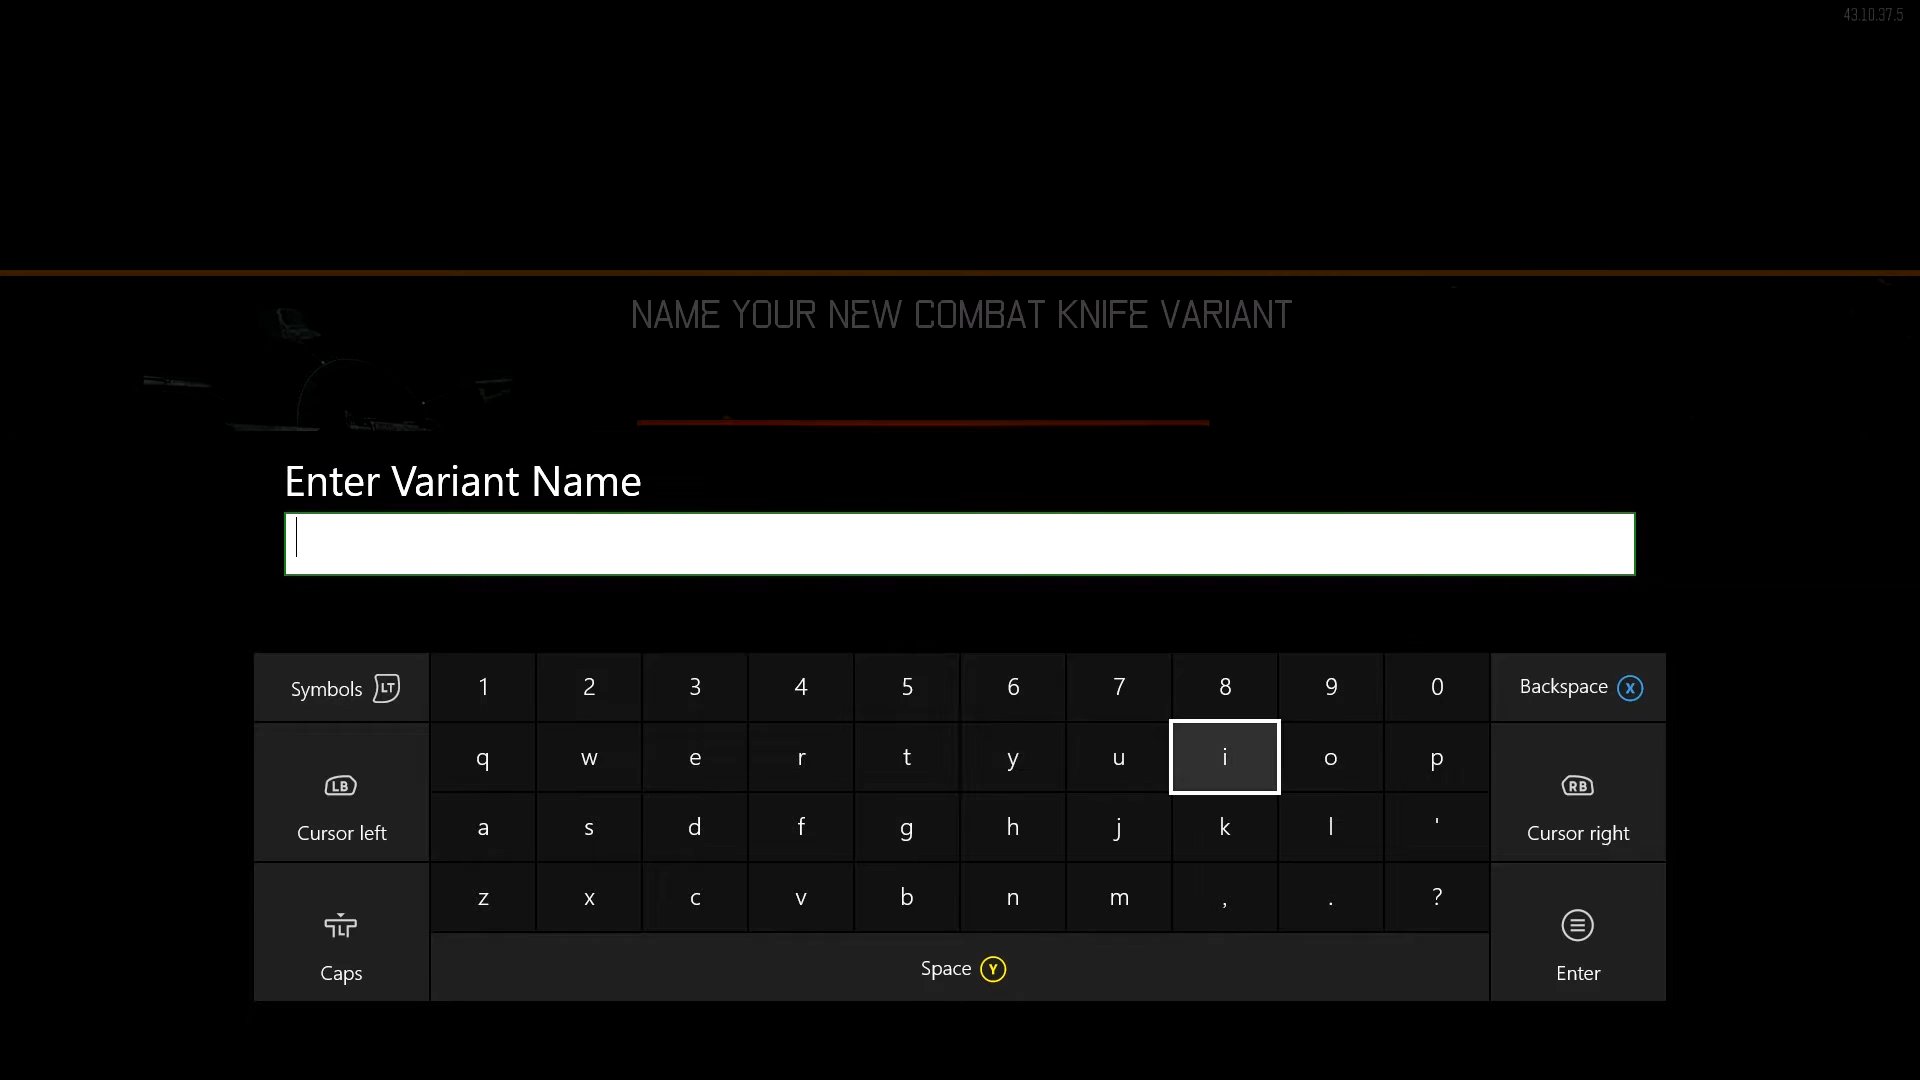 43.10.37.5
NAME YOUR NEW COMBAT KNIFE VARIANT
Enter Variant Name
Symbols LT 1 2 3 4 5 6 7 8 9 0 Backspace X
q w e r t y u i o p
LB Cursor left a s d f g h j k l ' RB Cursor right
z x c v b n m , . ?
L Caps Space Y Enter